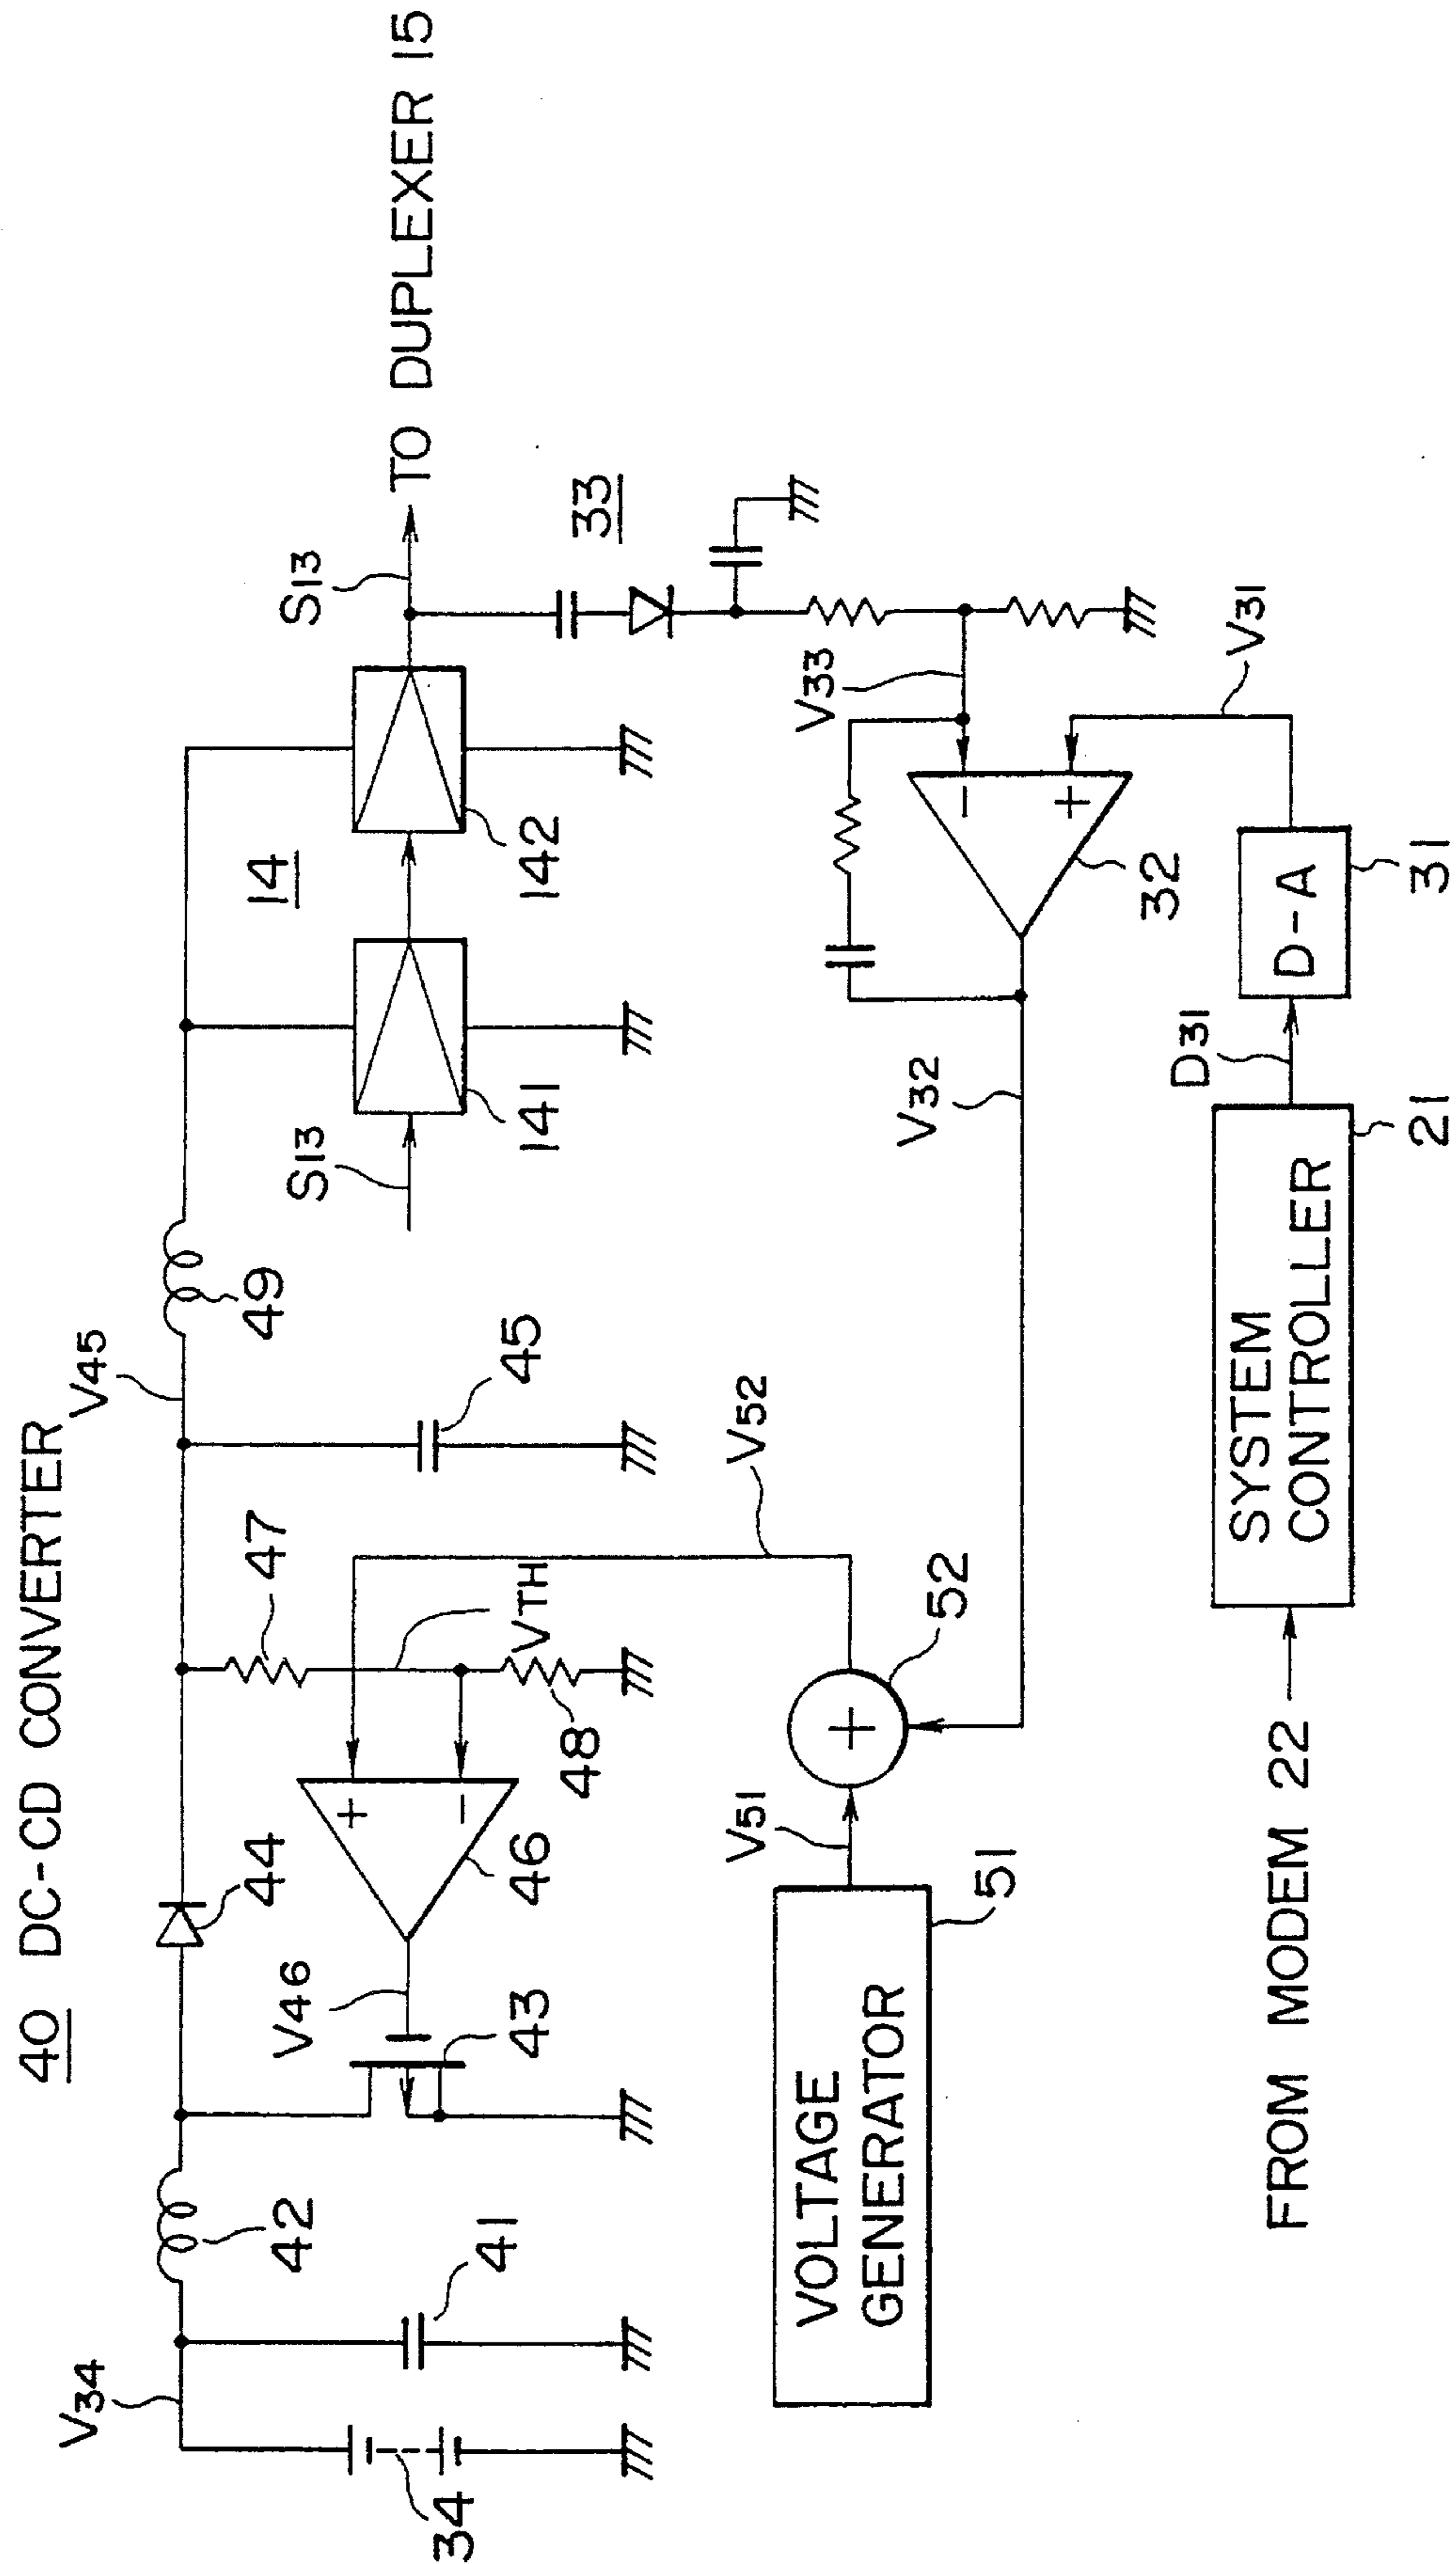 40 DC-CD CONVERTER
V34
34
41
42
V46
43
44
46
+
−
47
VTH
48
V45
45
49
14
S13
141
142
S13
TO DUPLEXER 15
33
V33
−
+
32
V32
V52
52
+
V51
VOLTAGE
GENERATOR
51
V31
D-A
31
D31
SYSTEM
CONTROLLER
21
FROM MODEM 22